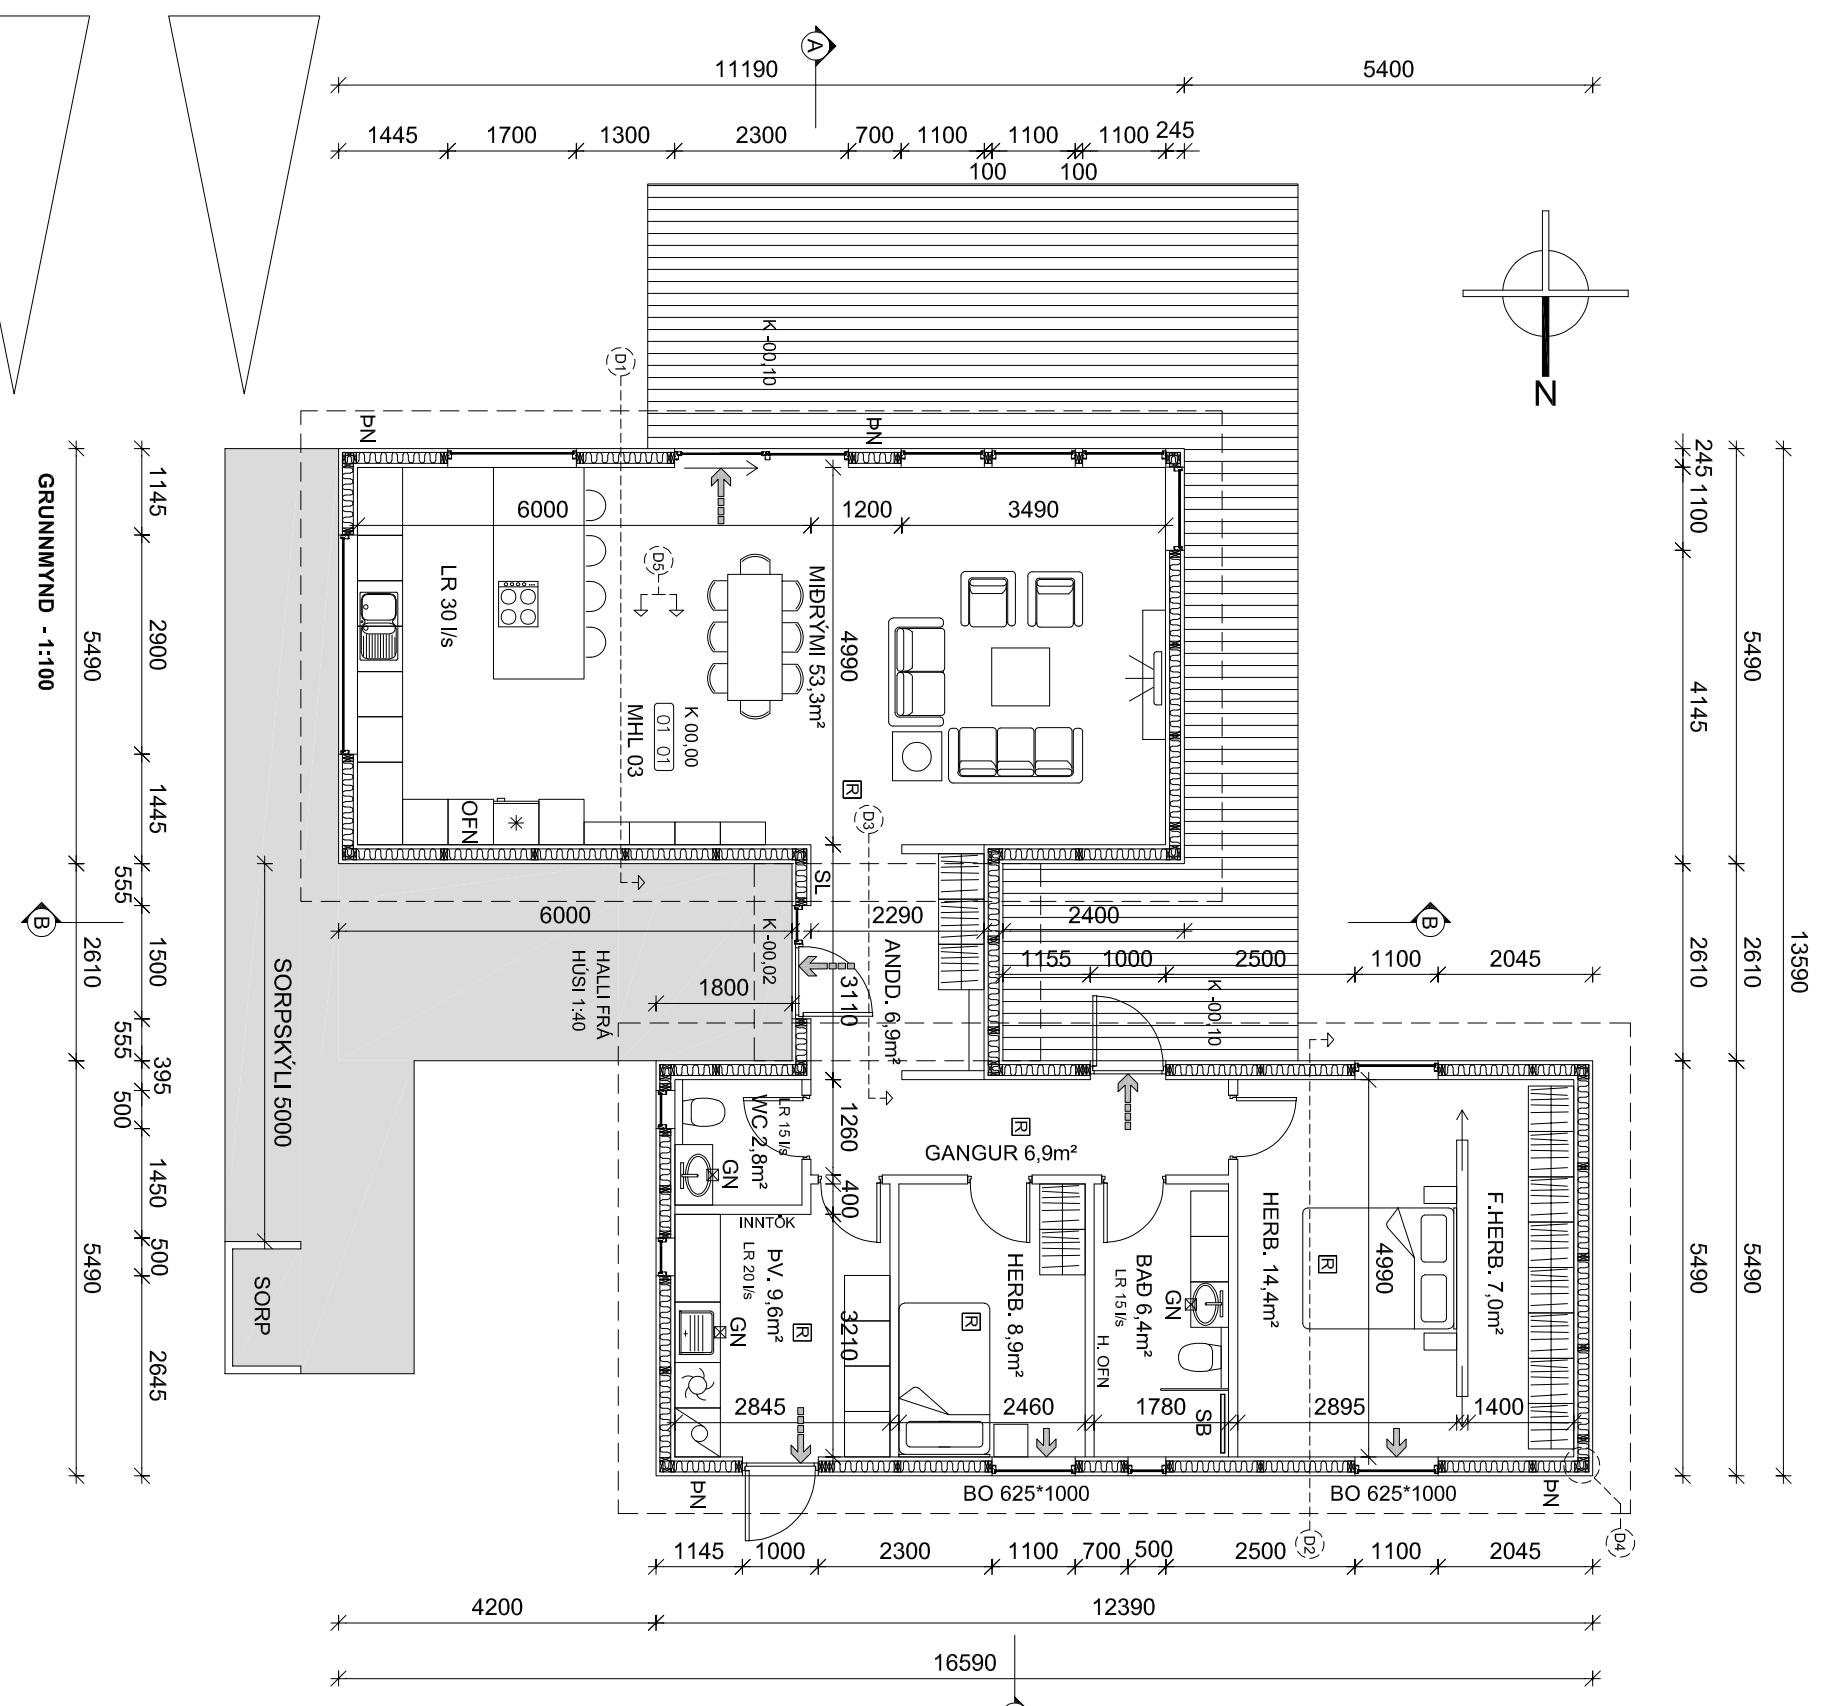 A
11190
5400
1445
1700
1300
2300
700
1100
1100
1100
245
100
100
N
K -00,10
D1
ÞN
ÞN
6000
1200
3490
D5
LR 30 l/s
MIÐRÝMI 53,3m²
4990
K 00,00
01 01
MHL 03
R
OFN
D3
SL
6000
2290
2400
K -00,02
HALLI FRÁ
HÚSI 1:40
1800
3110
ANDD. 6,9m²
1155
1000
2500
1100
2045
K -00,10
SORPSKÝLI 5000
SORP
LR 15 l/s
WC 2,8m²
GN
1260
400
R
GANGUR 6,9m²
INNTÖK
LR 20 l/s
ÞV. 9,6m²
GN
R
3210
HERB. 8,9m²
R
BAÐ 6,4m²
LR 15 l/s
H. OFN
GN
SB
HERB. 14,4m²
R
4990
F.HERB. 7,0m²
2845
2460
1780
2895
1400
ÞN
BO 625*1000
BO 625*1000
ÞN
D2
D4
1145
1000
2300
1100
700
500
2500
1100
2045
4200
12390
16590
GRUNNMYND - 1:100
5490
2610
5490
B
1145
2900
1445
555
1500
555
395
500
1450
500
2645
245
1100
4145
2610
5490
5490
2610
5490
13590
B